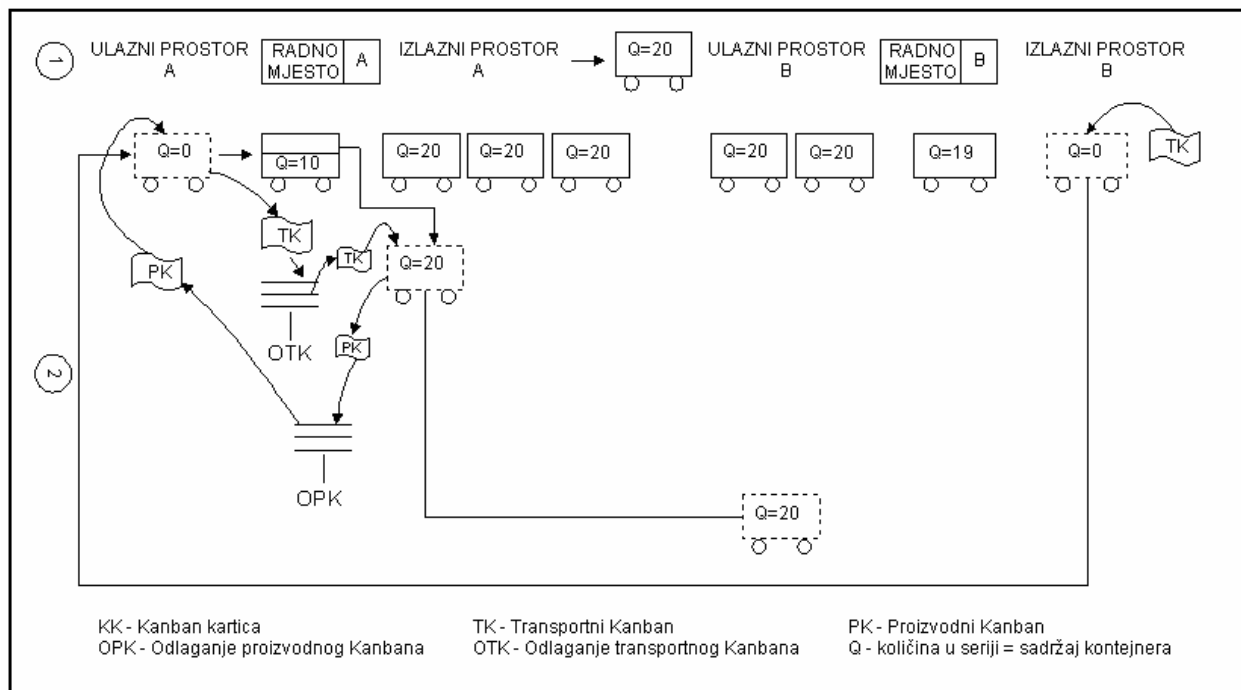 1
ULAZNI PROSTOR
A
RADNO
MJESTO
A
IZLAZNI PROSTOR
A
Q=20
ULAZNI PROSTOR
B
RADNO
MJESTO
B
IZLAZNI PROSTOR
B
Q=0
Q=10
Q=20
Q=20
Q=20
Q=20
Q=20
Q=19
Q=0
TK
TK
TK
Q=20
PK
OTK
PK
2
OPK
Q=20
KK - Kanban kartica
TK - Transportni Kanban
PK - Proizvodni Kanban
OPK - Odlaganje proizvodnog Kanbana
OTK - Odlaganje transportnog Kanbana
Q - količina u seriji = sadržaj kontejnera